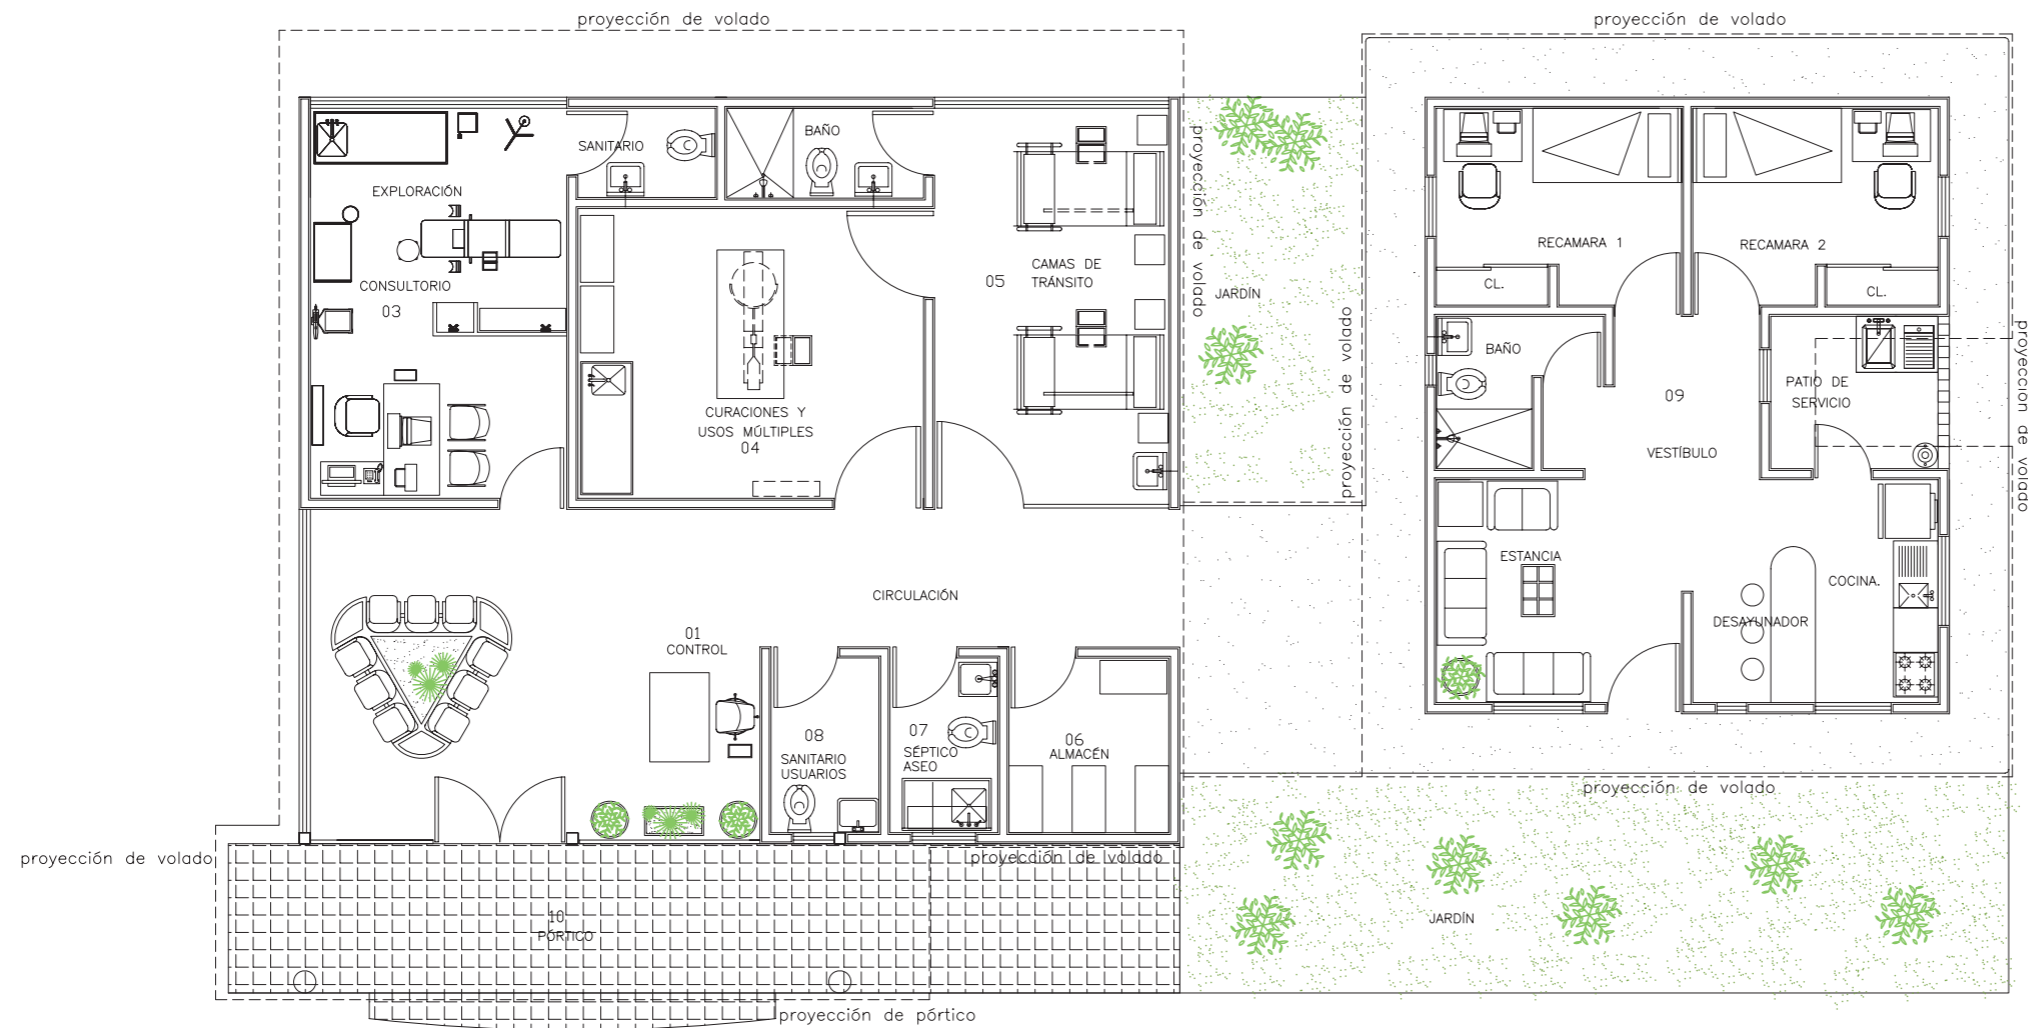 proyección de volado
proyección de volado
SANITARIO
BAÑO
EXPLORACIÓN
CONSULTORIO
03
05
CAMAS DE
TRÁNSITO
proyección de volado
JARDÍN
proyección de volado
CURACIONES Y
USOS MÚLTIPLES
04
RECAMARA 1
RECAMARA 2
CL.
CL.
BAÑO
09
VESTÍBULO
PATIO DE
SERVICIO
proyección de volado
ESTANCIA
COCINA.
DESAYUNADOR
CIRCULACIÓN
01
CONTROL
08
SANITARIO
USUARIOS
07
SÉPTICO
ASEO
06
ALMACÉN
proyección de volado
proyección de volado
proyección de volado
10
PÓRTICO
JARDÍN
proyección de pórtico